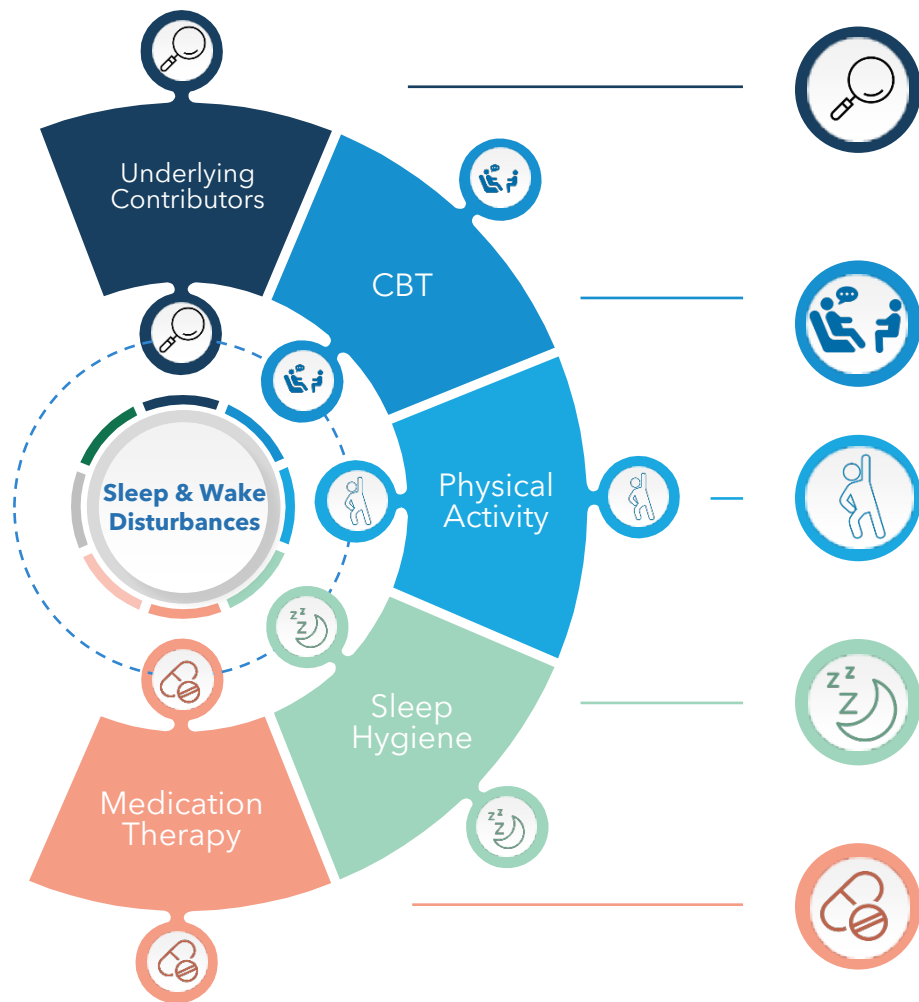 Underlying
Contributors
CBT
Physical
Activity
Sleep & Wake
Disturbances
Sleep
Hygiene
Medication
Therapy